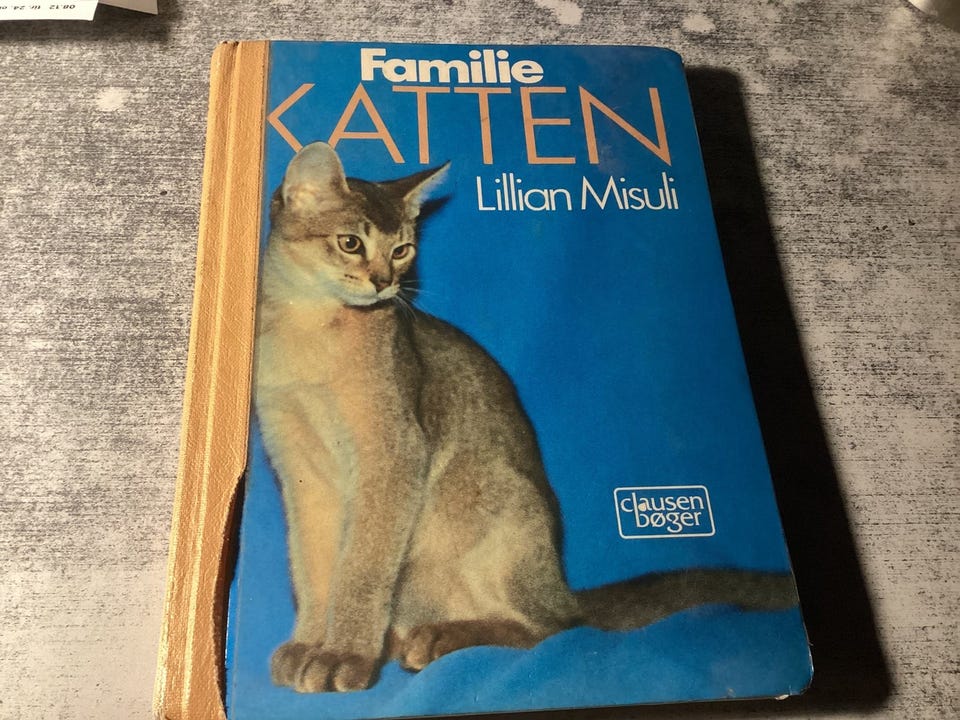 Familie
KATTEN
Lillian Misuli
clausen
bøger